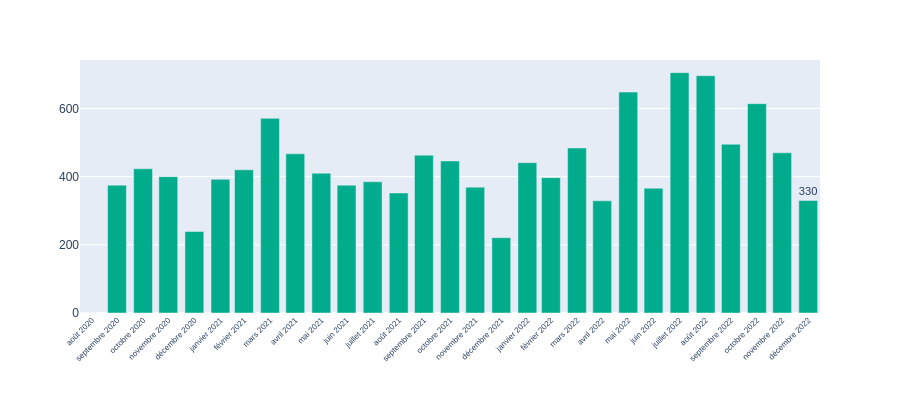 600
400
200
0
330
août 2020
septembre 2020
octobre 2020
novembre 2020
décembre 2020
janvier 2021
février 2021
mars 2021
avril 2021
mai 2021
juin 2021
juillet 2021
août 2021
septembre 2021
octobre 2021
novembre 2021
décembre 2021
janvier 2022
février 2022
mars 2022
avril 2022
mai 2022
juin 2022
juillet 2022
août 2022
septembre 2022
octobre 2022
novembre 2022
décembre 2022